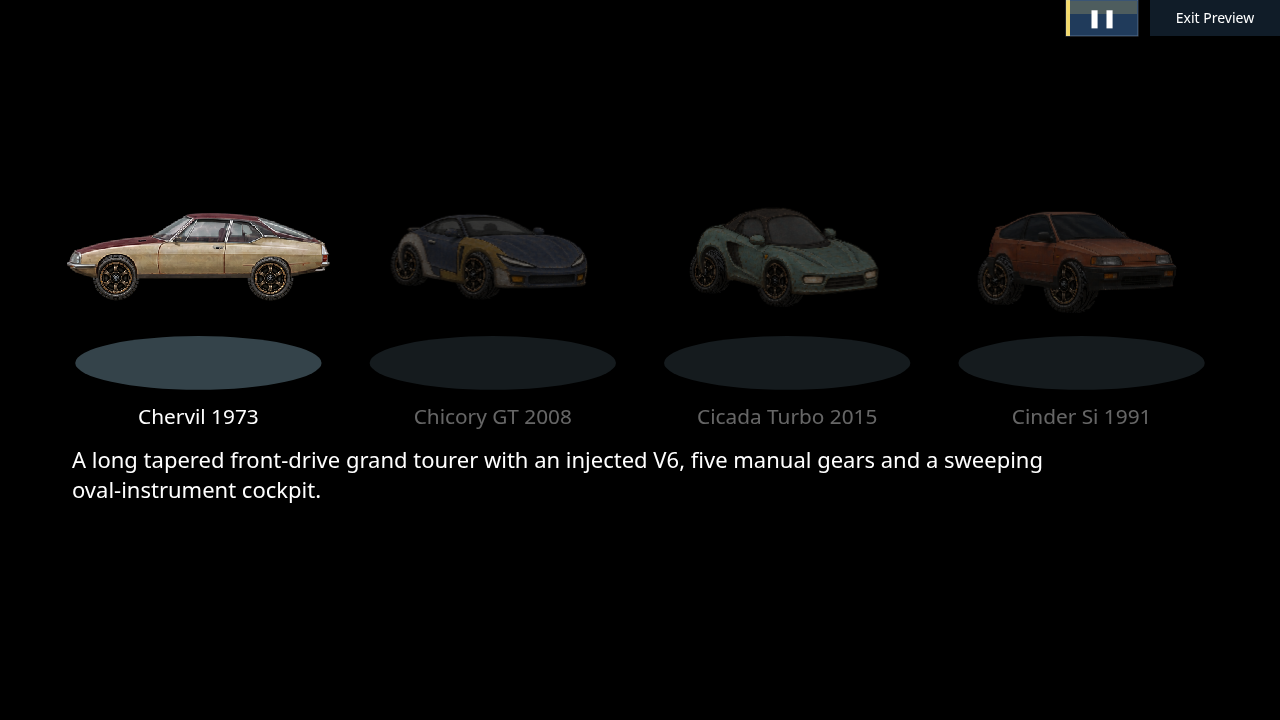 Exit Preview
Chervil 1973
Chicory GT 2008
Cicada Turbo 2015
Cinder Si 1991
A long tapered front-drive grand tourer with an injected V6, five manual gears and a sweeping
oval-instrument cockpit.